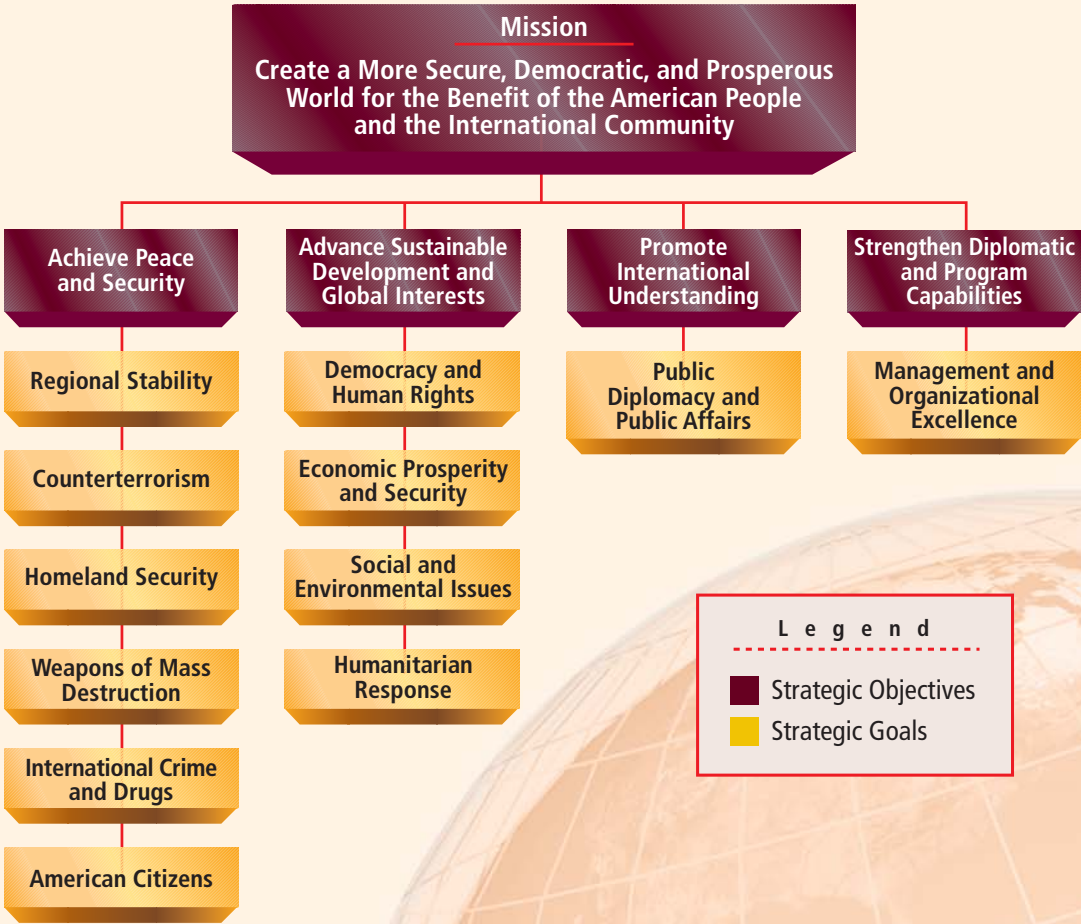 Mission
Create a More Secure, Democratic, and Prosperous
World for the Benefit of the American People
and the International Community
Achieve Peace
and Security
Regional Stability
Counterterrorism
Homeland Security
Weapons of Mass
Destruction
International Crime
and Drugs
American Citizens
Advance Sustainable
Development and
Global Interests
Democracy and
Human Rights
Economic Prosperity
and Security
Social and
Environmental Issues
Humanitarian
Response
Promote
International
Understanding
Public
Diplomacy and
Public Affairs
Strengthen Diplomatic
and Program
Capabilities
Management and
Organizational
Excellence
Legend
Strategic Objectives
Strategic Goals